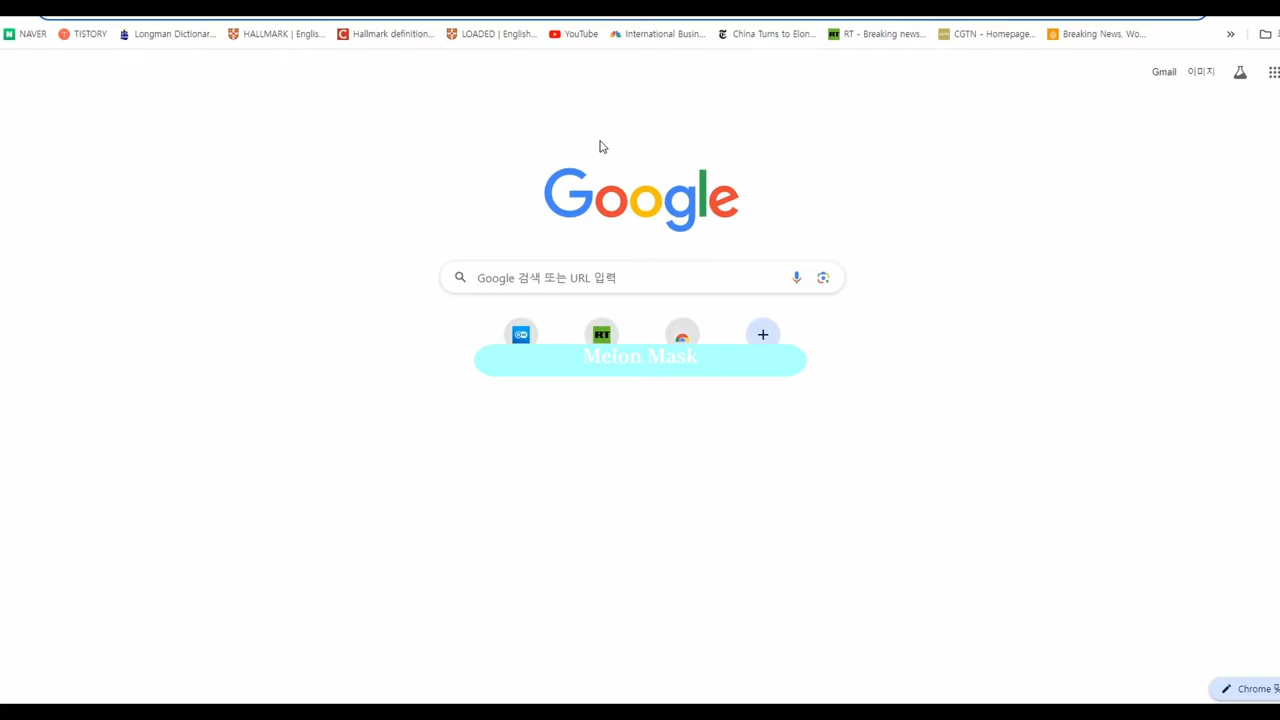 NAVER TISTORY Longman Dictionar... HALLMARK | Englis... Hallmark definition... LOADED | English... YouTube International Busin... China Turns to Elon... RT - Breaking news... CGTN - Homepage... Breaking News, Wo... »
Gmail 이미지
Google
Google 검색 또는 URL 입력
RT
Melon Mask
Chrome